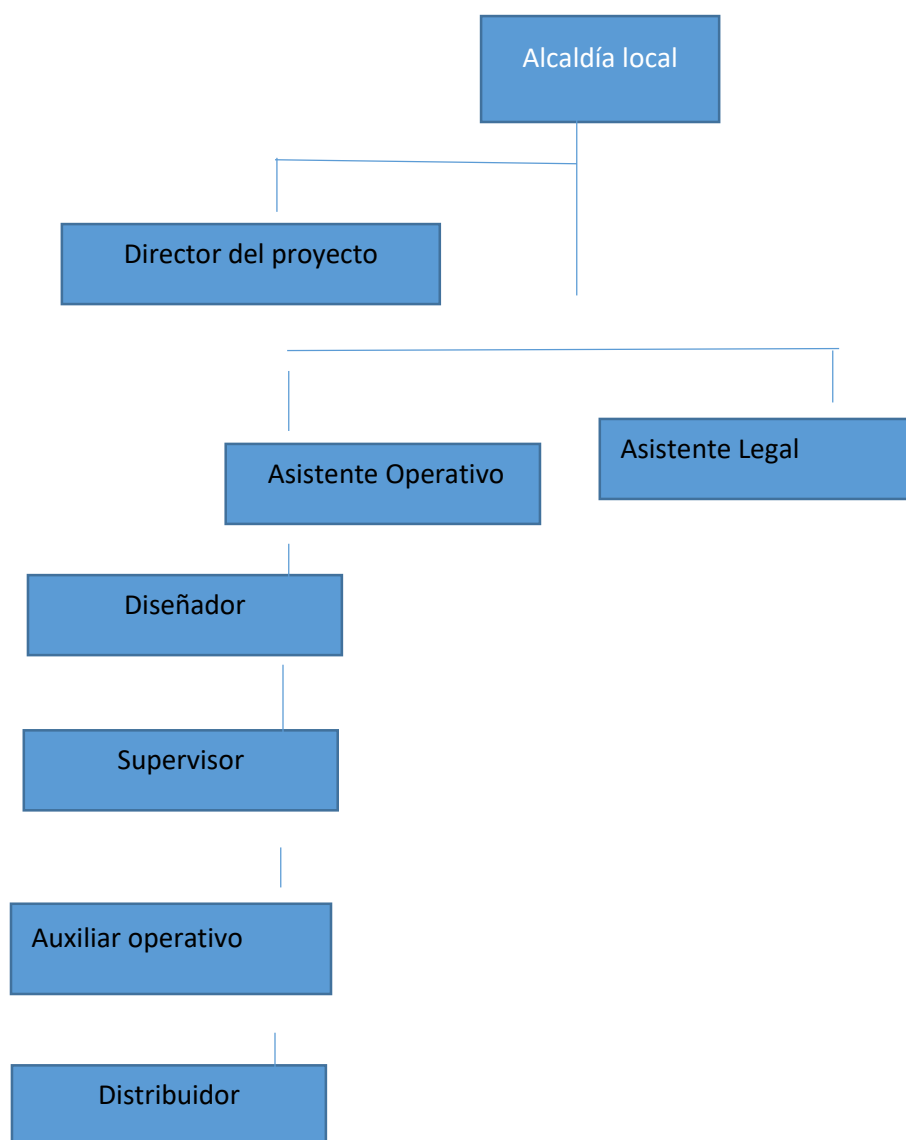 Alcaldía local
Director del proyecto
Asistente Operativo
Asistente Legal
Diseñador
Supervisor
Auxiliar operativo
Distribuidor